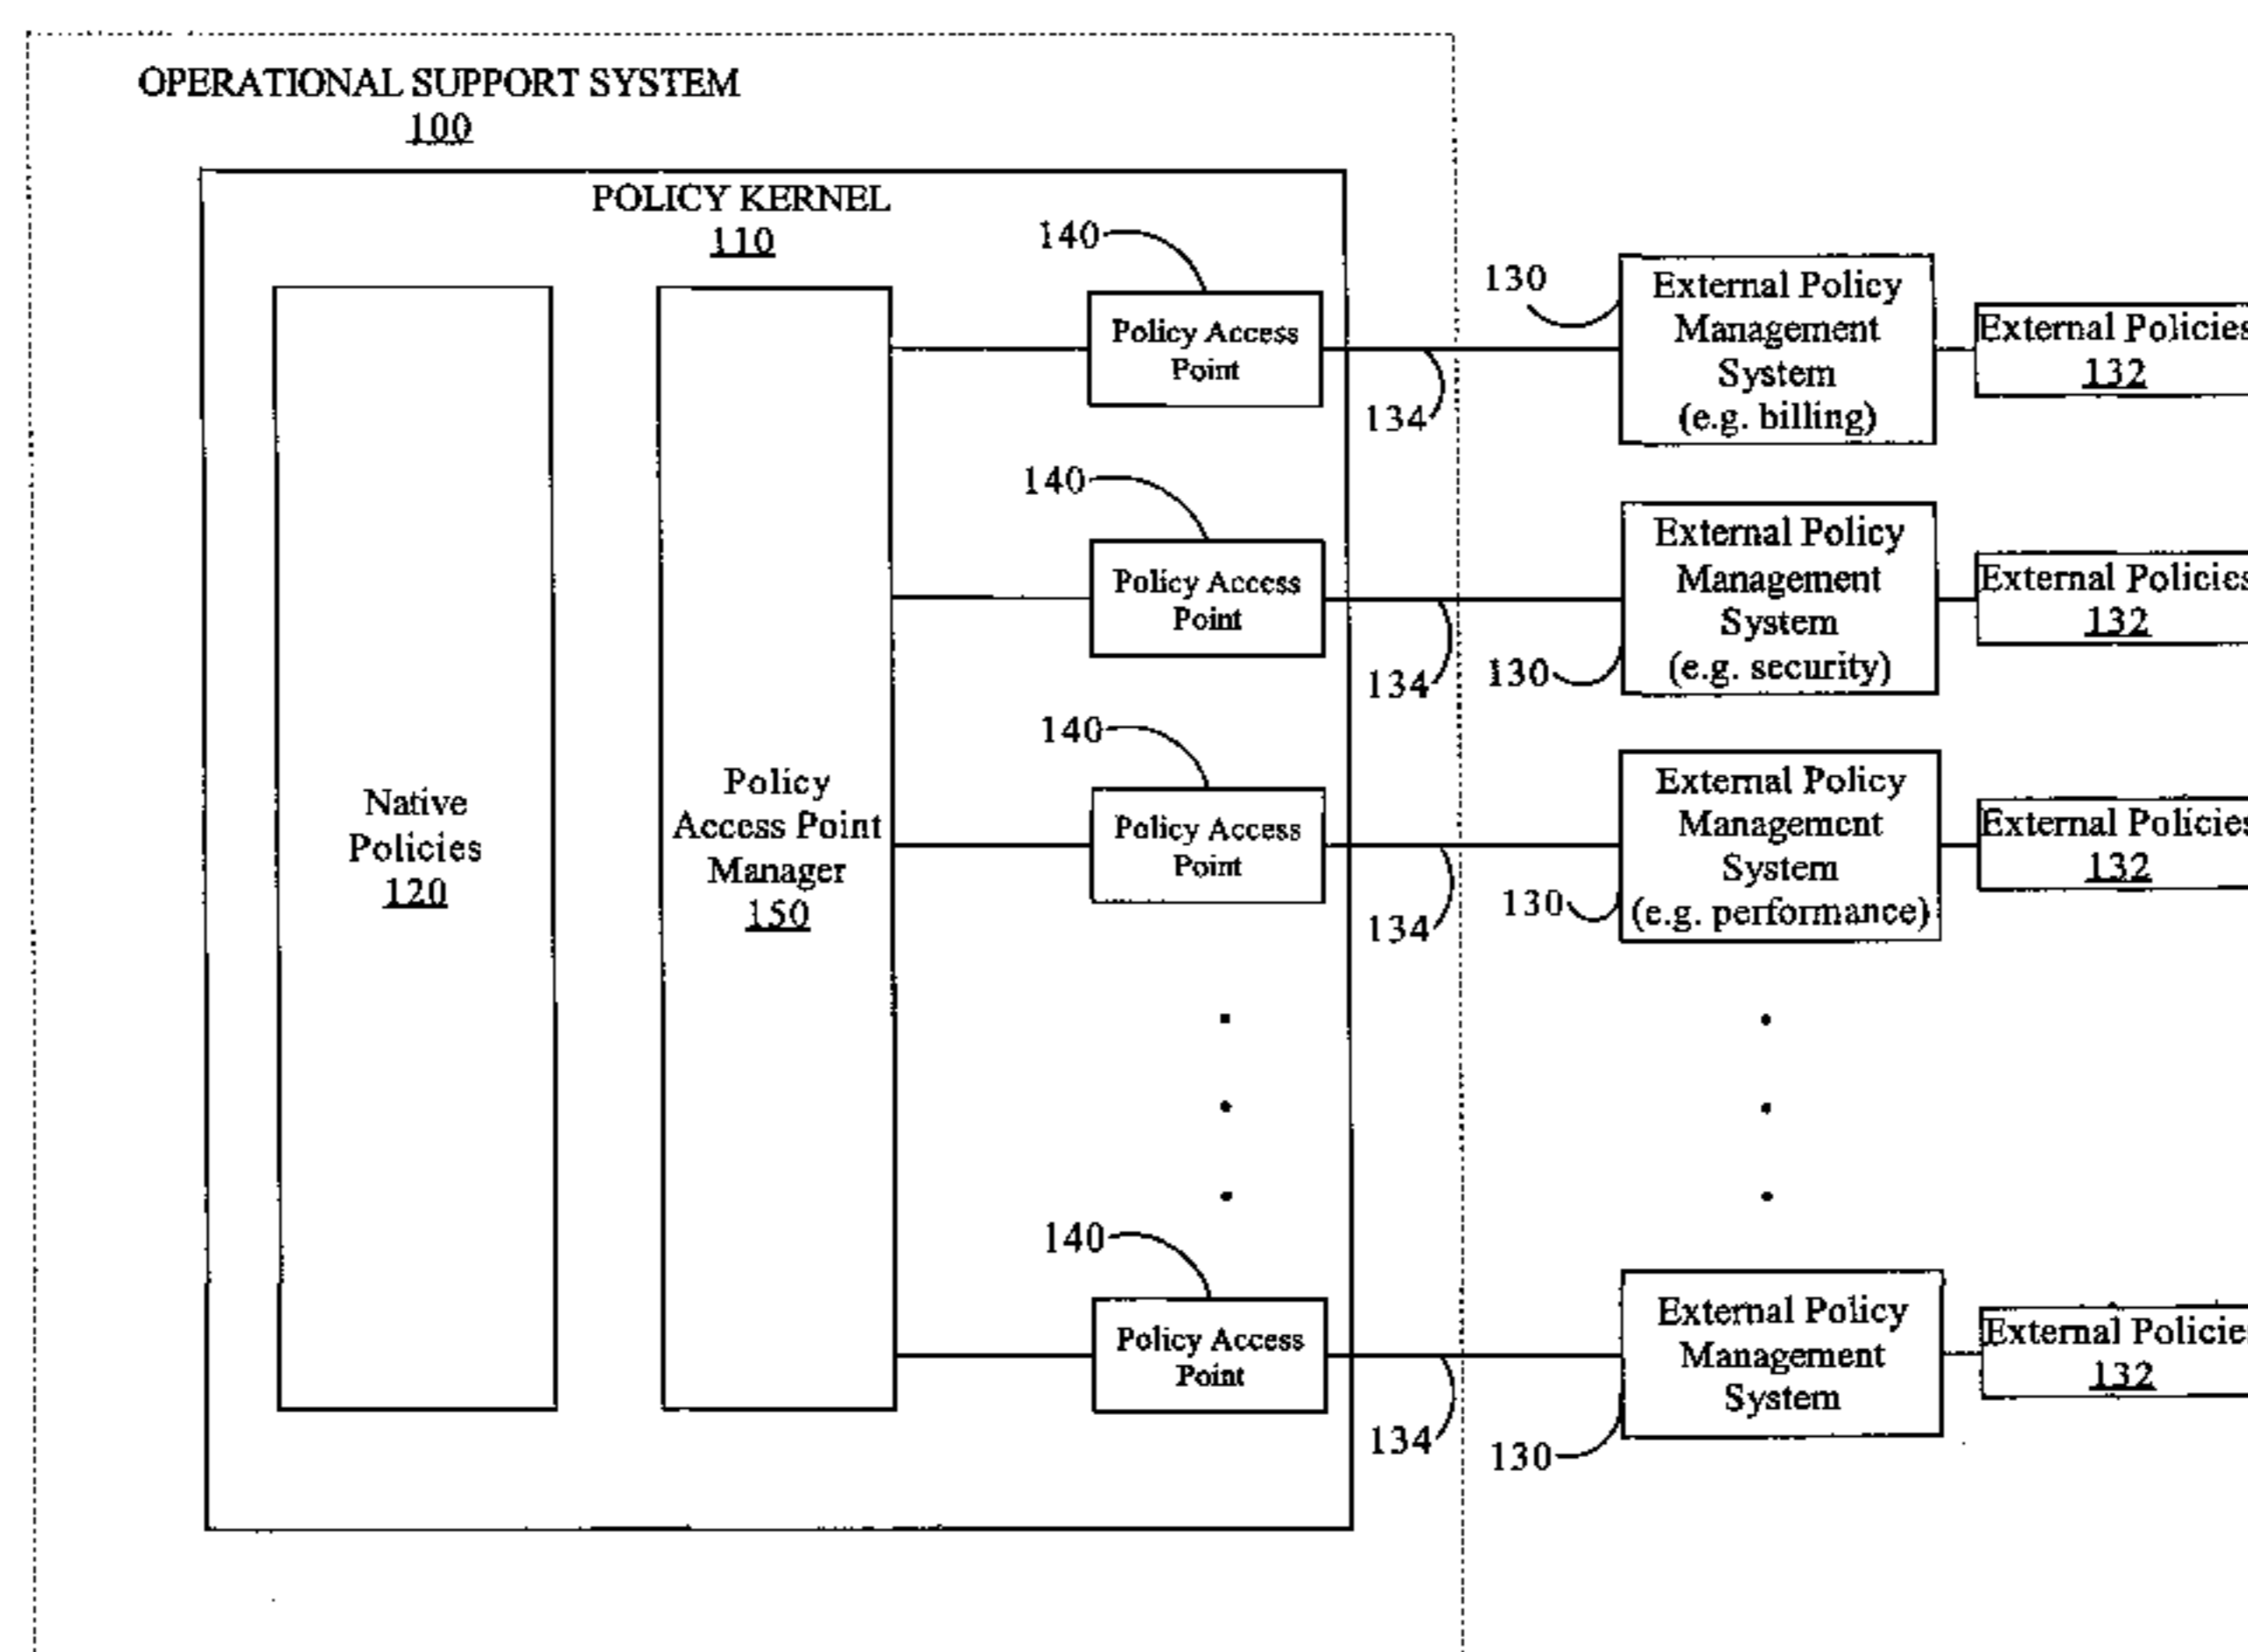 OPERATIONAL SUPPORT SYSTEM
100
POLICY KERNEL
110
Native
Policies
120
Policy
Access Point
Manager
150
140
Policy Access
Point
134
130
External Policy
Management
System
(e.g. billing)
External Policies
132
140
Policy Access
Point
134
130
External Policy
Management
System
(e.g. security)
External Policies
132
140
Policy Access
Point
134
130
External Policy
Management
System
(e.g. performance)
External Policies
132
140
Policy Access
Point
134
130
External Policy
Management
System
External Policie
132